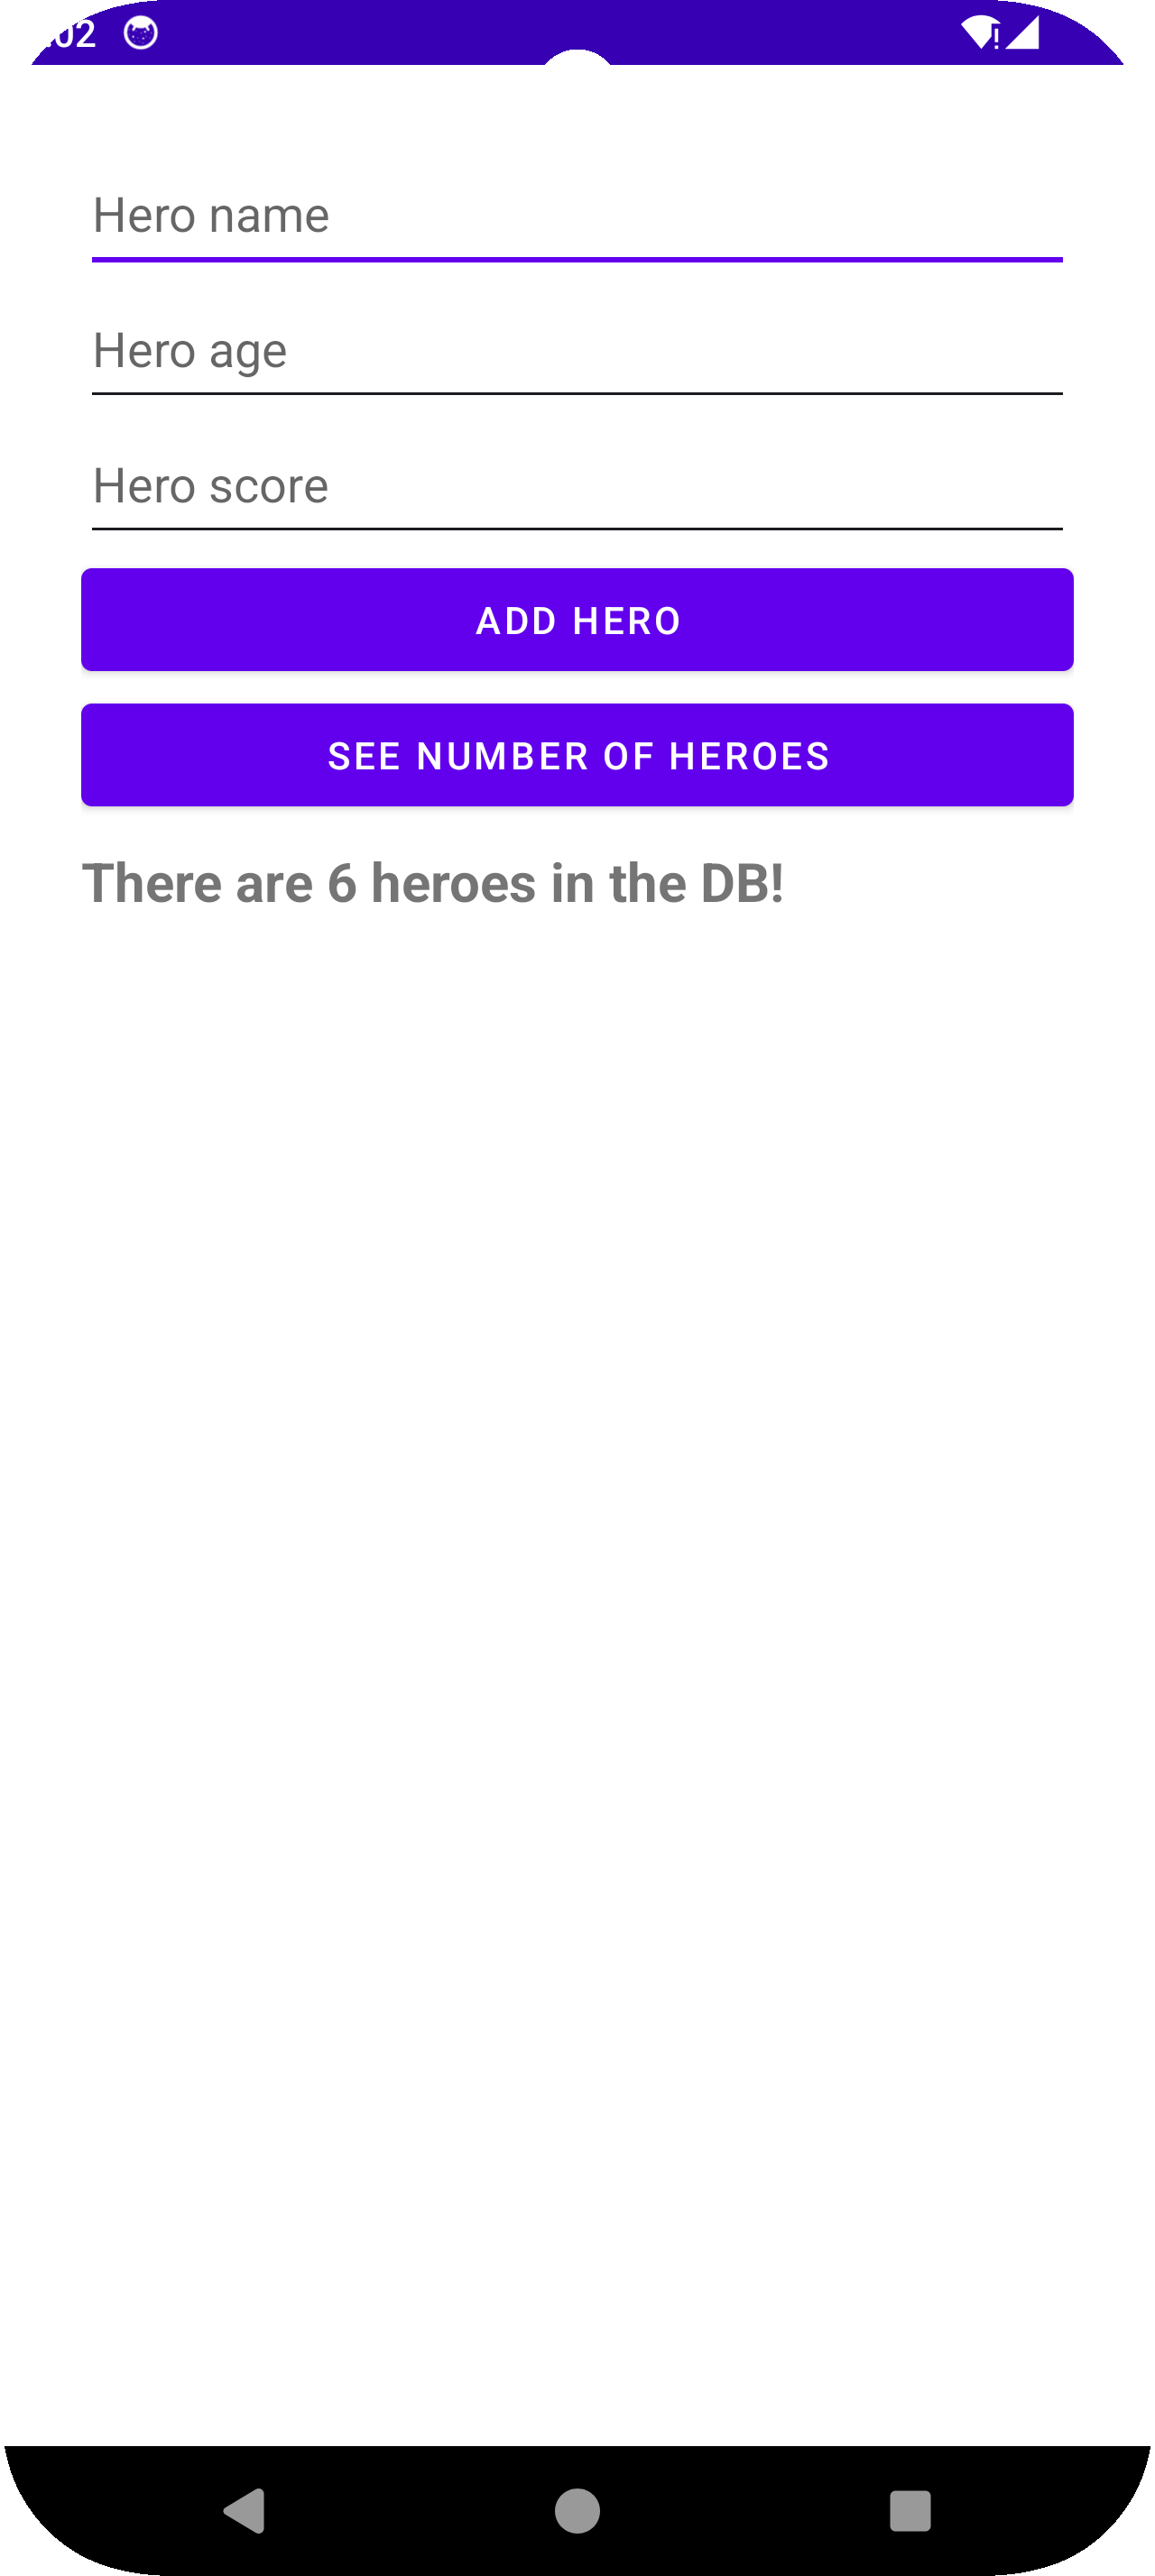 :02
Hero name
Hero age
Hero score
ADD HERO
SEE NUMBER OF HEROES
There are 6 heroes in the DB!